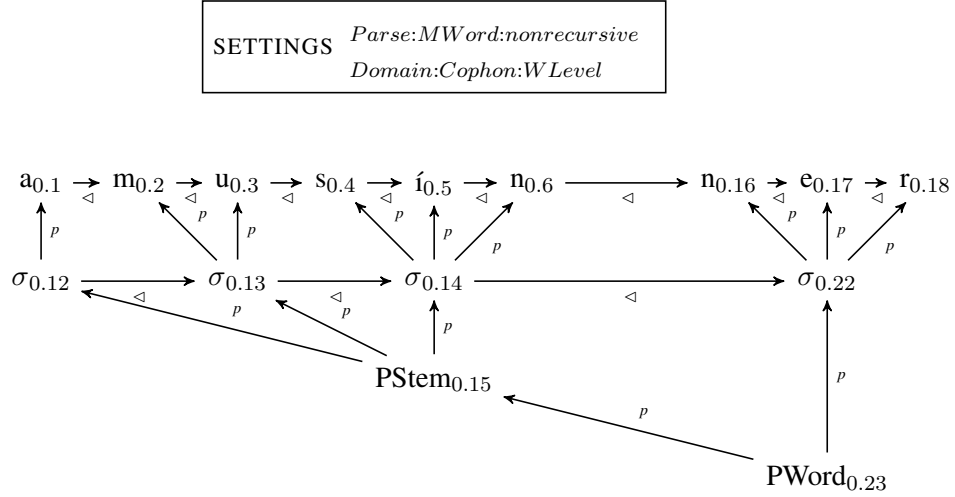 SETTINGS Parse:MWord:nonrecursive
Domain:Cophon:WLevel
a0.1 m0.2 u0.3 s0.4 í0.5 n0.6 n0.16 e0.17 r0.18
◁ ◁ ◁ ◁ ◁ ◁ ◁ ◁
p p p p p p p p p
σ0.12 σ0.13 σ0.14 σ0.22
◁ ◁ ◁
p p p p
PStem0.15
p
PWord0.23